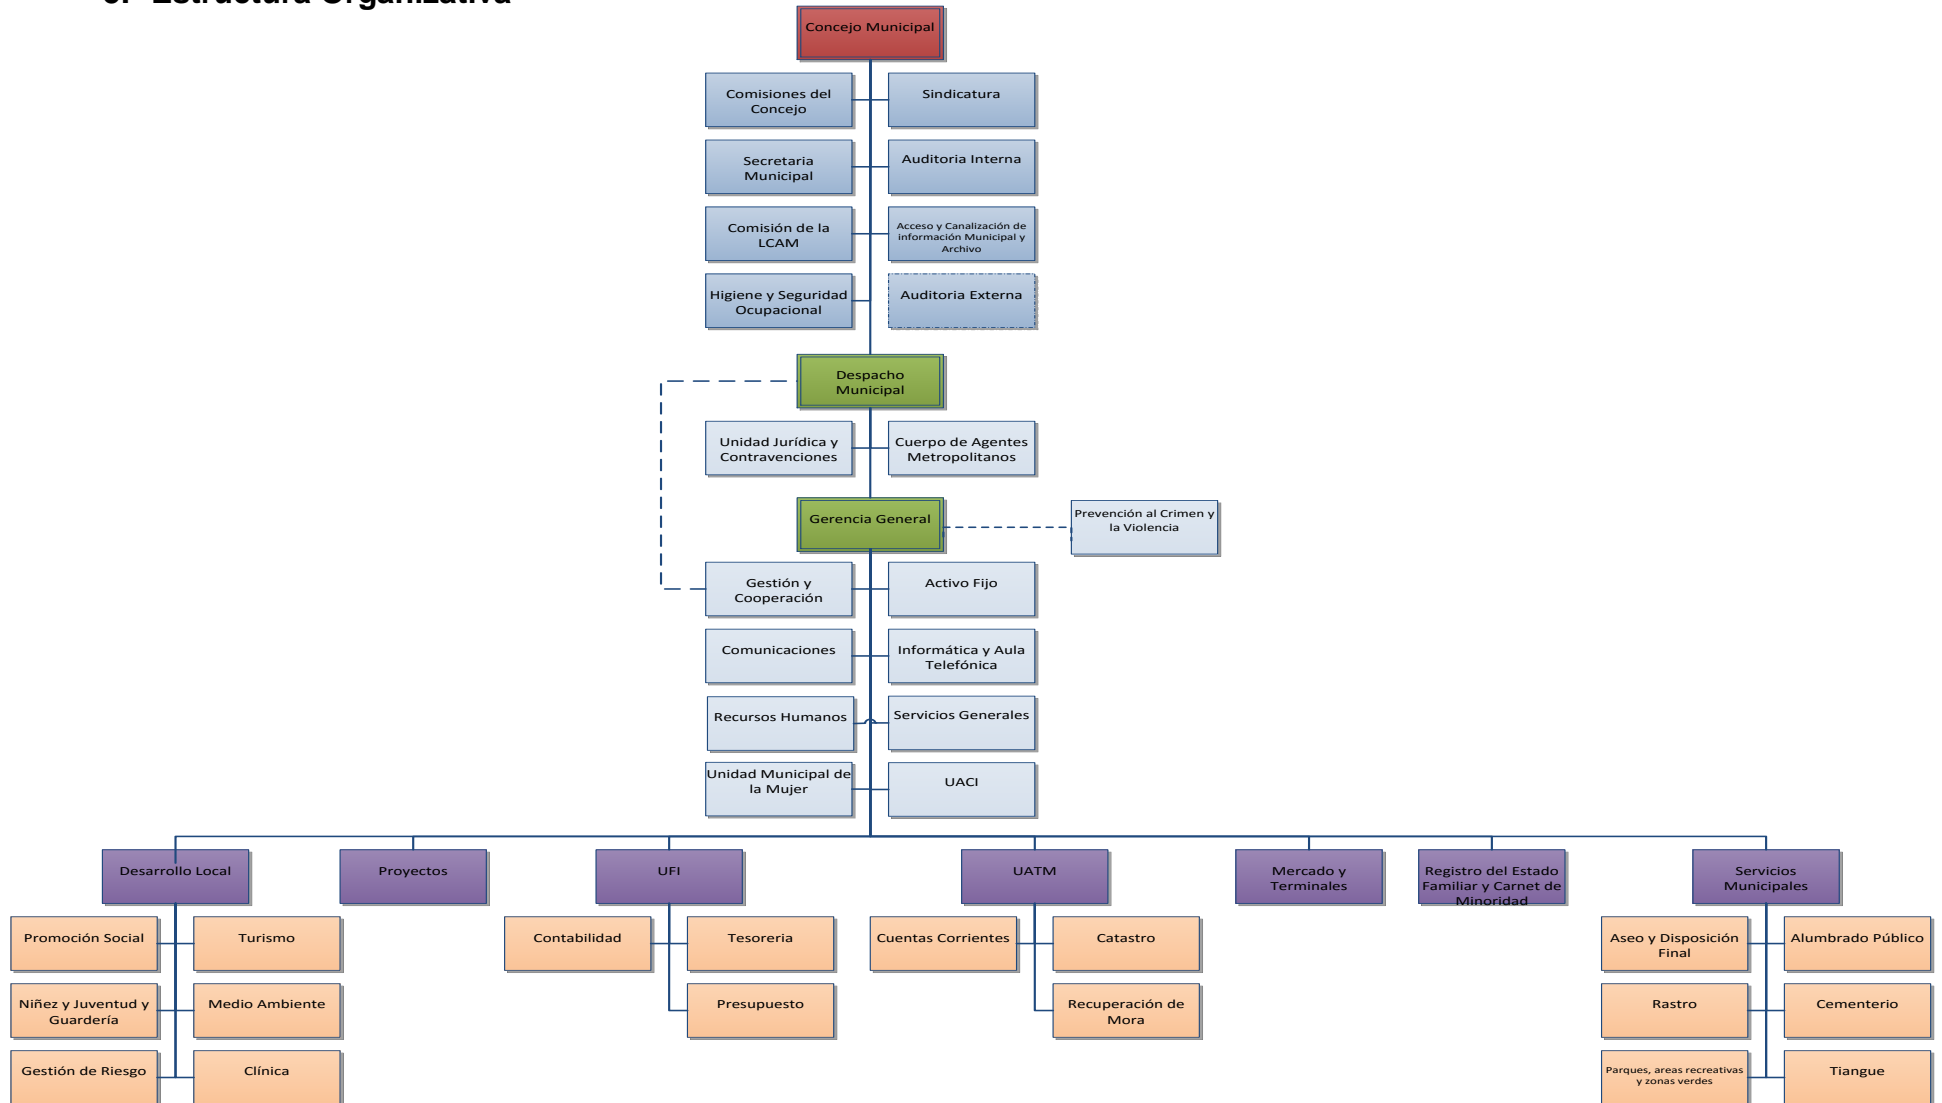 Estructura Organizativa
Concejo Municipal
Comisiones del
Concejo
Sindicatura
Secretaria
Municipal
Auditoria Interna
Comisión de la
LCAM
Acceso y Canalización de
información Municipal y
Archivo
Higiene y Seguridad
Ocupacional
Auditoria Externa
Despacho
Municipal
Unidad Jurídica y
Contravenciones
Cuerpo de Agentes
Metropolitanos
Gerencia General
Prevención al Crimen y
la Violencia
Gestión y
Cooperación
Activo Fijo
Comunicaciones
Informática y Aula
Telefónica
Recursos Humanos
Servicios Generales
Unidad Municipal de
la Mujer
UACI
Desarrollo Local
Proyectos
UFI
UATM
Mercado y
Terminales
Registro del Estado
Familiar y Carnet de
Minoridad
Servicios
Municipales
Promoción Social
Turismo
Contabilidad
Tesoreria
Cuentas Corrientes
Catastro
Aseo y Disposición
Final
Alumbrado Público
Niñez y Juventud y
Guardería
Medio Ambiente
Presupuesto
Recuperación de
Mora
Rastro
Cementerio
Gestión de Riesgo
Clínica
Parques, areas recreativas
y zonas verdes
Tiangue